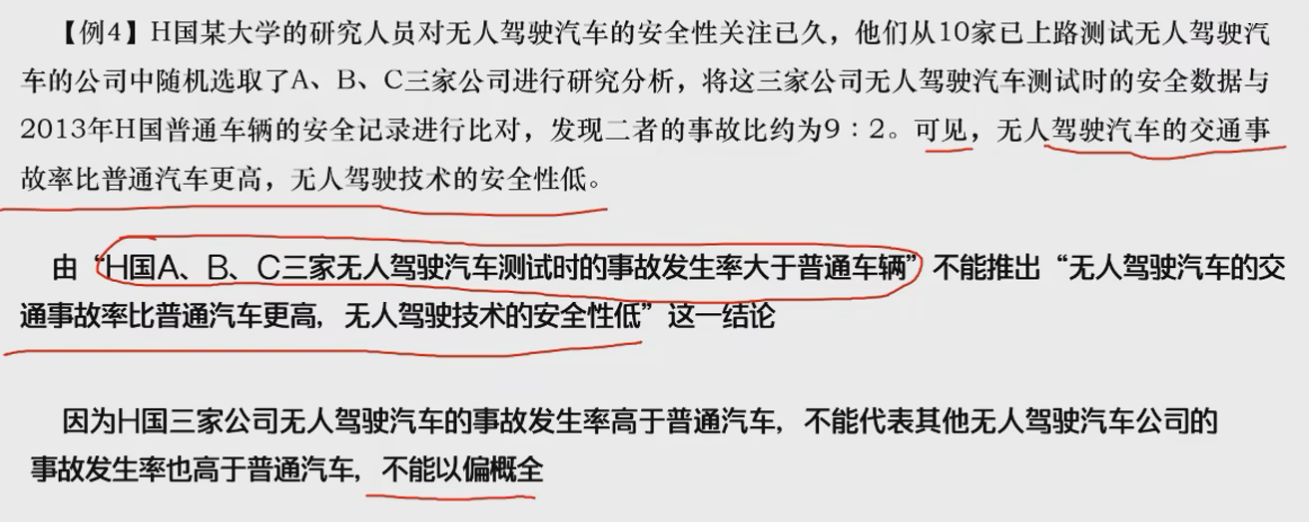 【例4】H国某大学的研究人员对无人驾驶汽车的安全性关注已久，他们从10家已上路测试无人驾驶汽
车的公司中随机选取了A、B、C三家公司进行研究分析，将这三家公司无人驾驶汽车测试时的安全数据与
2013年H国普通车辆的安全记录进行比对，发现二者的事故比约为9：2。可见，无人驾驶汽车的交通事
故率比普通汽车更高，无人驾驶技术的安全性低。
由“H国A、B、C三家无人驾驶汽车测试时的事故发生率大于普通车辆”不能推出“无人驾驶汽车的交
通事故率比普通汽车更高，无人驾驶技术的安全性低”这一结论
因为H国三家公司无人驾驶汽车的事故发生率高于普通汽车，不能代表其他无人驾驶汽车公司的
事故发生率也高于普通汽车，不能以偏概全